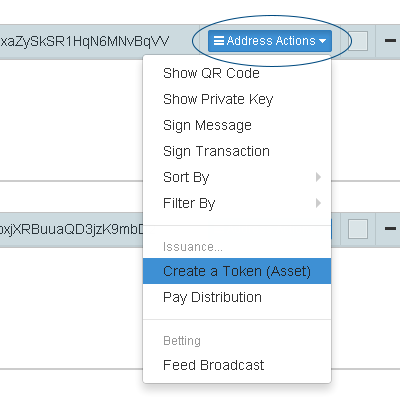 xaZySkSR1HqN6MNvBqVV Address Actions
Show QR Code
Show Private Key
Sign Message
Sign Transaction
Sort By
Filter By
oxjXRBuuaQD3jzK9mbD
Issuance...
Create a Token (Asset)
Pay Distribution
Betting
Feed Broadcast